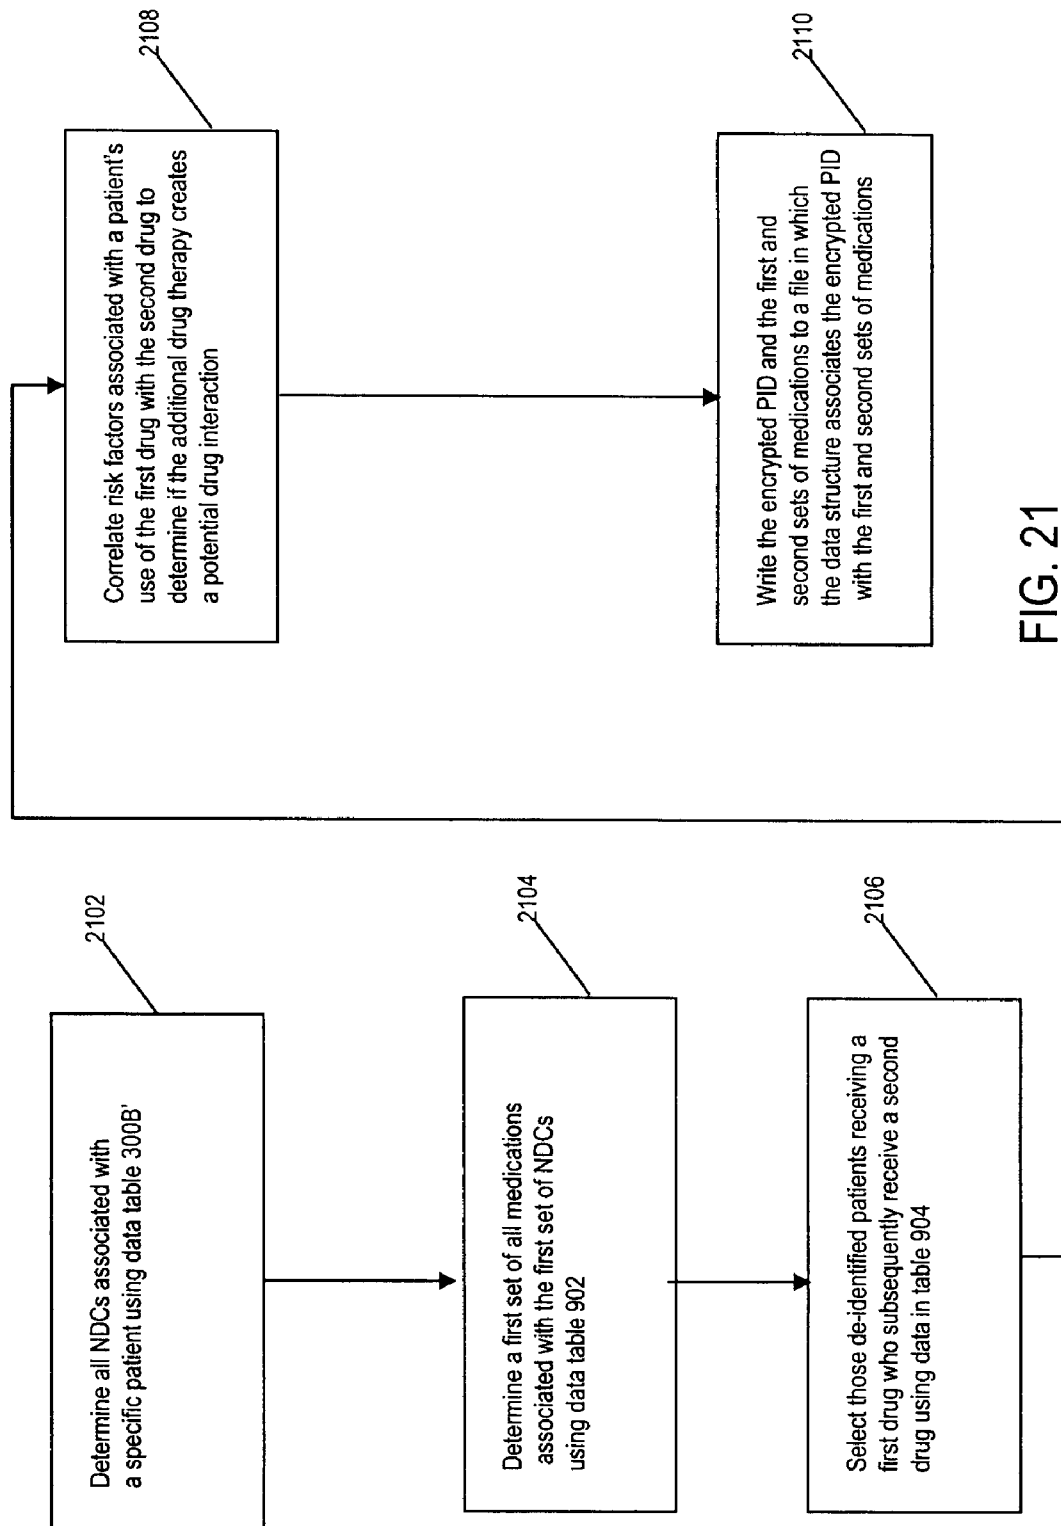 2102
Determine all NDCs associated with
a specific patient using data table 300B'
2104
Determine a first set of all medications
associated with the first set of NDCs
using data table 902
2106
Select those de-identified patients receiving a
first drug who subsequently receive a second
drug using data in table 904
2108
Correlate risk factors associated with a patient's
use of the first drug with the second drug to
determine if the additional drug therapy creates
a potential drug interaction
2110
Write the encrypted PID and the first and
second sets of medications to a file in which
the data structure associates the encrypted PID
with the first and second sets of medications
FIG. 21